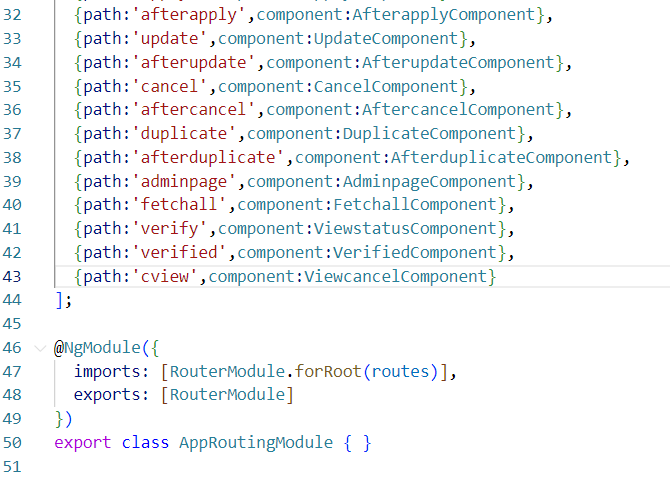 32 {path:'afterapply',component:AfterapplyComponent},
33 {path:'update',component:UpdateComponent},
34 {path:'afterupdate',component:AfterupdateComponent},
35 {path:'cancel',component:CancelComponent},
36 {path:'aftercancel',component:AftercancelComponent},
37 {path:'duplicate',component:DuplicateComponent},
38 {path:'afterduplicate',component:AfterduplicateComponent},
39 {path:'adminpage',component:AdminpageComponent},
40 {path:'fetchall',component:FetchallComponent},
41 {path:'verify',component:ViewstatusComponent},
42 {path:'verified',component:VerifiedComponent},
43 {path:'cview',component:ViewcancelComponent}
44 ];
45
46 @NgModule({
47 imports: [RouterModule.forRoot(routes)],
48 exports: [RouterModule]
49 })
50 export class AppRoutingModule { }
51